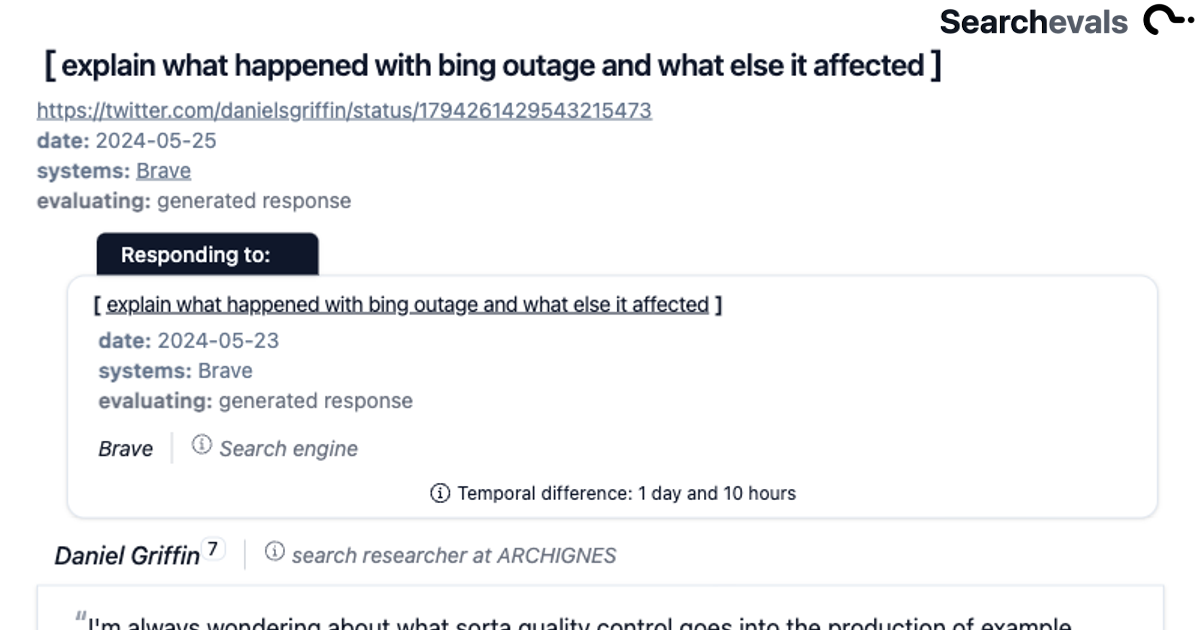 Searchevals
[ explain what happened with bing outage and what else it affected ]
https://twitter.com/danielsgriffin/status/1794261429543215473
date: 2024-05-25
systems: Brave
evaluating: generated response
Responding to:
[ explain what happened with bing outage and what else it affected ]
date: 2024-05-23
systems: Brave
evaluating: generated response
Brave ⓘ Search engine
ⓘ Temporal difference: 1 day and 10 hours
Daniel Griffin 7 ⓘ search researcher at ARCHIGNES
"I'm always wondering about what sorta quality control goes into the production of example